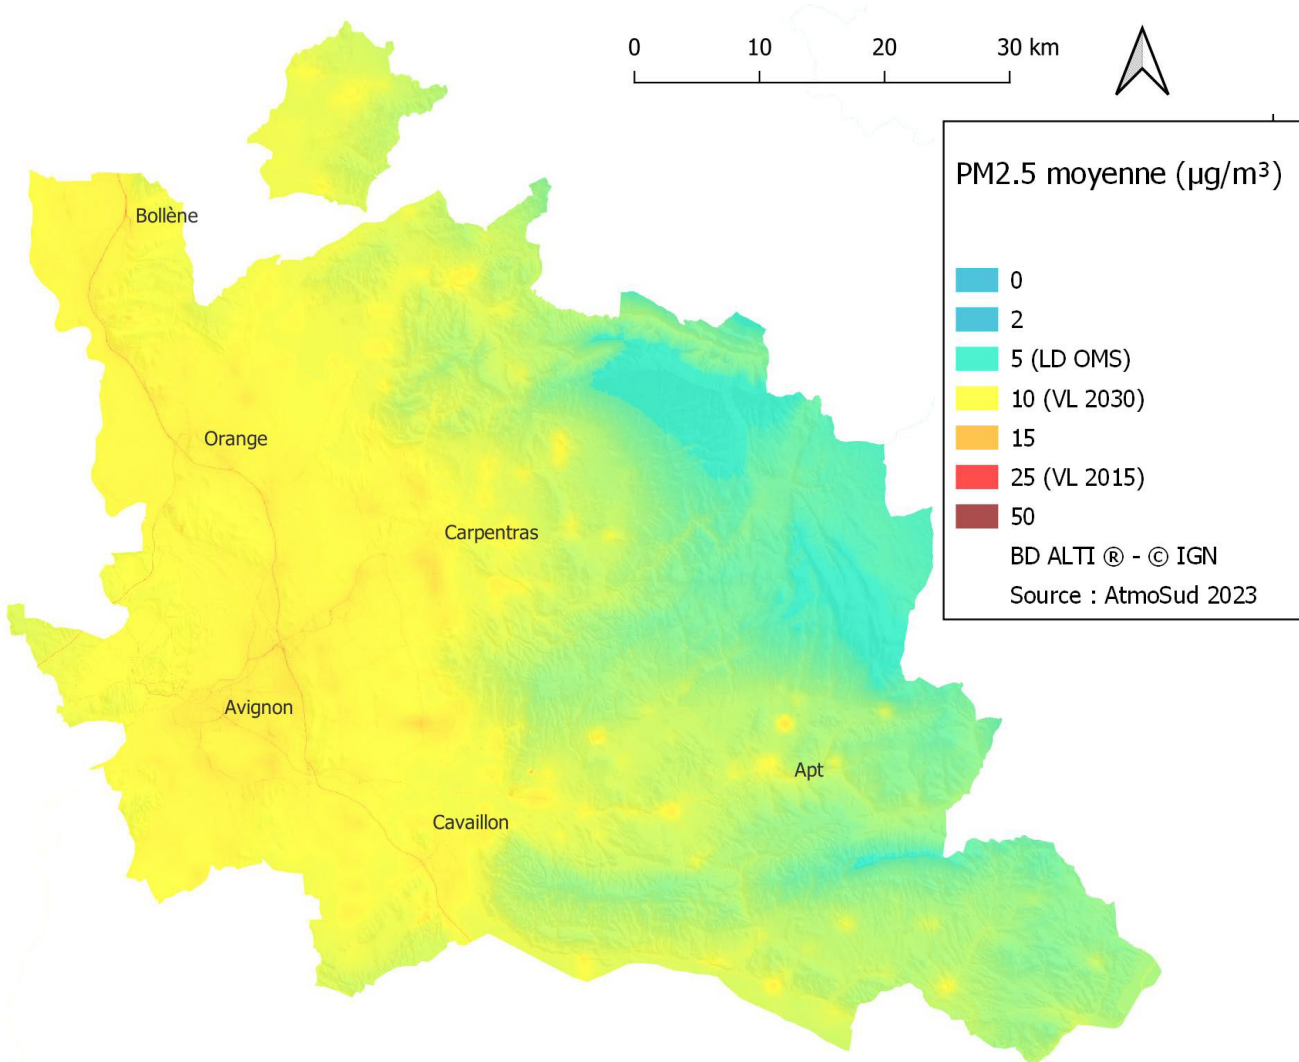 0 10 20 30 km
PM2.5 moyenne (µg/m³)
0
2
5 (LD OMS)
10 (VL 2030)
15
25 (VL 2015)
50
BD ALTI ® - © IGN
Source : AtmoSud 2023
Bollène
Orange
Carpentras
Avignon
Apt
Cavaillon